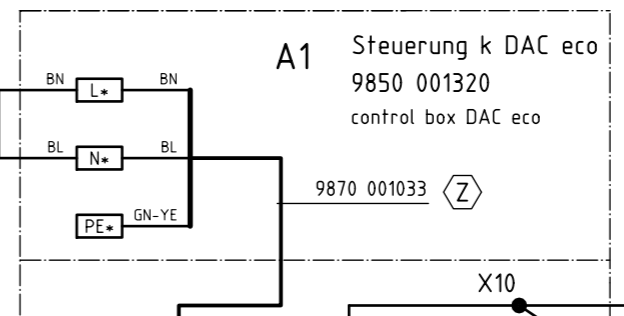 A1 Steuerung k DAC eco
9850 001320
control box DAC eco
BN L* BN
BL N* BL
9870 001033 Z
PE* GN-YE
X10